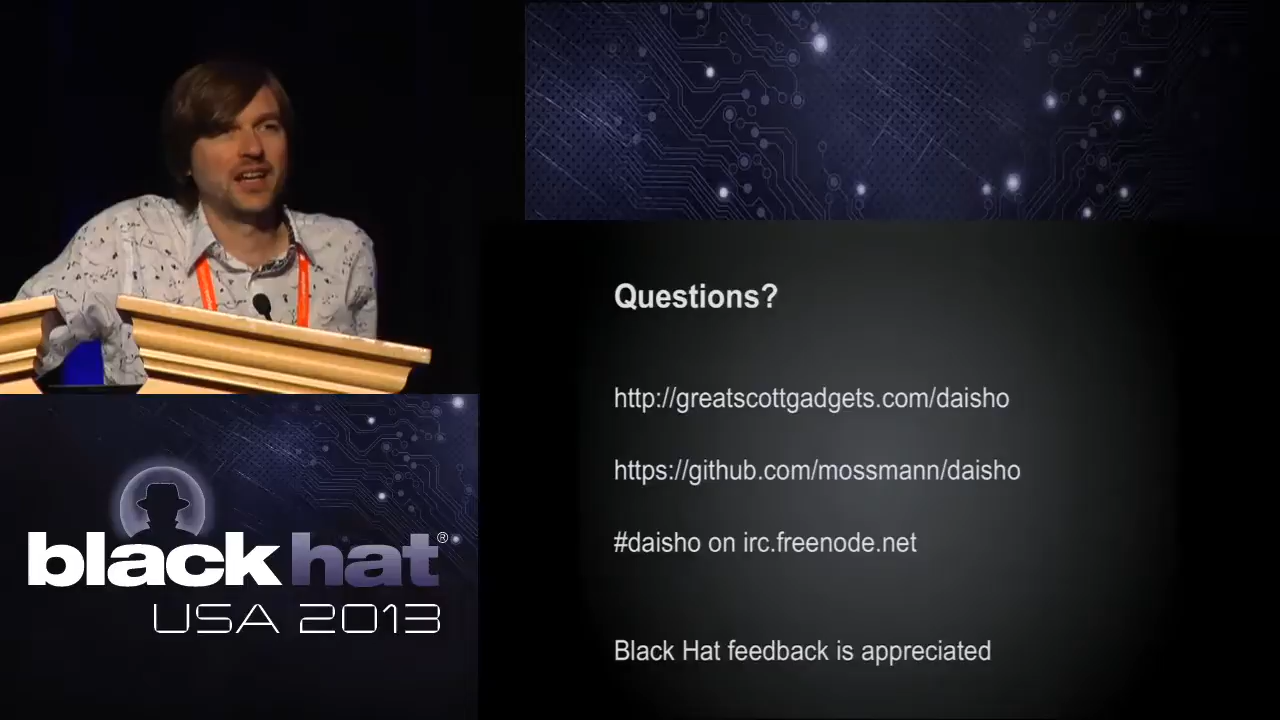 Questions?
http://greatscottgadgets.com/daisho
https://github.com/mossmann/daisho
#daisho on irc.freenode.net
Black Hat feedback is appreciated
black hat®
USA 2013